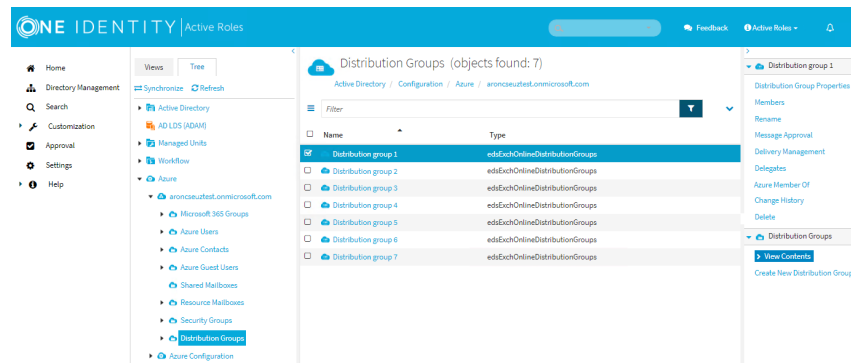 ONE IDENTITY Active Roles
Feedback
Active Roles
Home
Directory Management
Search
Customization
Approval
Settings
Help
Views
Tree
Synchronize
Refresh
Active Directory
AD LDS (ADAM)
Managed Units
Workflow
Azure
aroncseuztest.onmicrosoft.com
Microsoft 365 Groups
Azure Users
Azure Contacts
Azure Guest Users
Shared Mailboxes
Resource Mailboxes
Security Groups
Distribution Groups
Azure Configuration
Distribution Groups (objects found: 7)
Active Directory / Configuration / Azure / aroncseuztest.onmicrosoft.com
Filter
Name Type
Distribution group 1 edsExchOnlineDistributionGroups
Distribution group 2 edsExchOnlineDistributionGroups
Distribution group 3 edsExchOnlineDistributionGroups
Distribution group 4 edsExchOnlineDistributionGroups
Distribution group 5 edsExchOnlineDistributionGroups
Distribution group 6 edsExchOnlineDistributionGroups
Distribution group 7 edsExchOnlineDistributionGroups
Distribution group 1
Distribution Group Properties
Members
Rename
Message Approval
Delivery Management
Delegates
Azure Member Of
Change History
Delete
Distribution Groups
View Contents
Create New Distribution Group